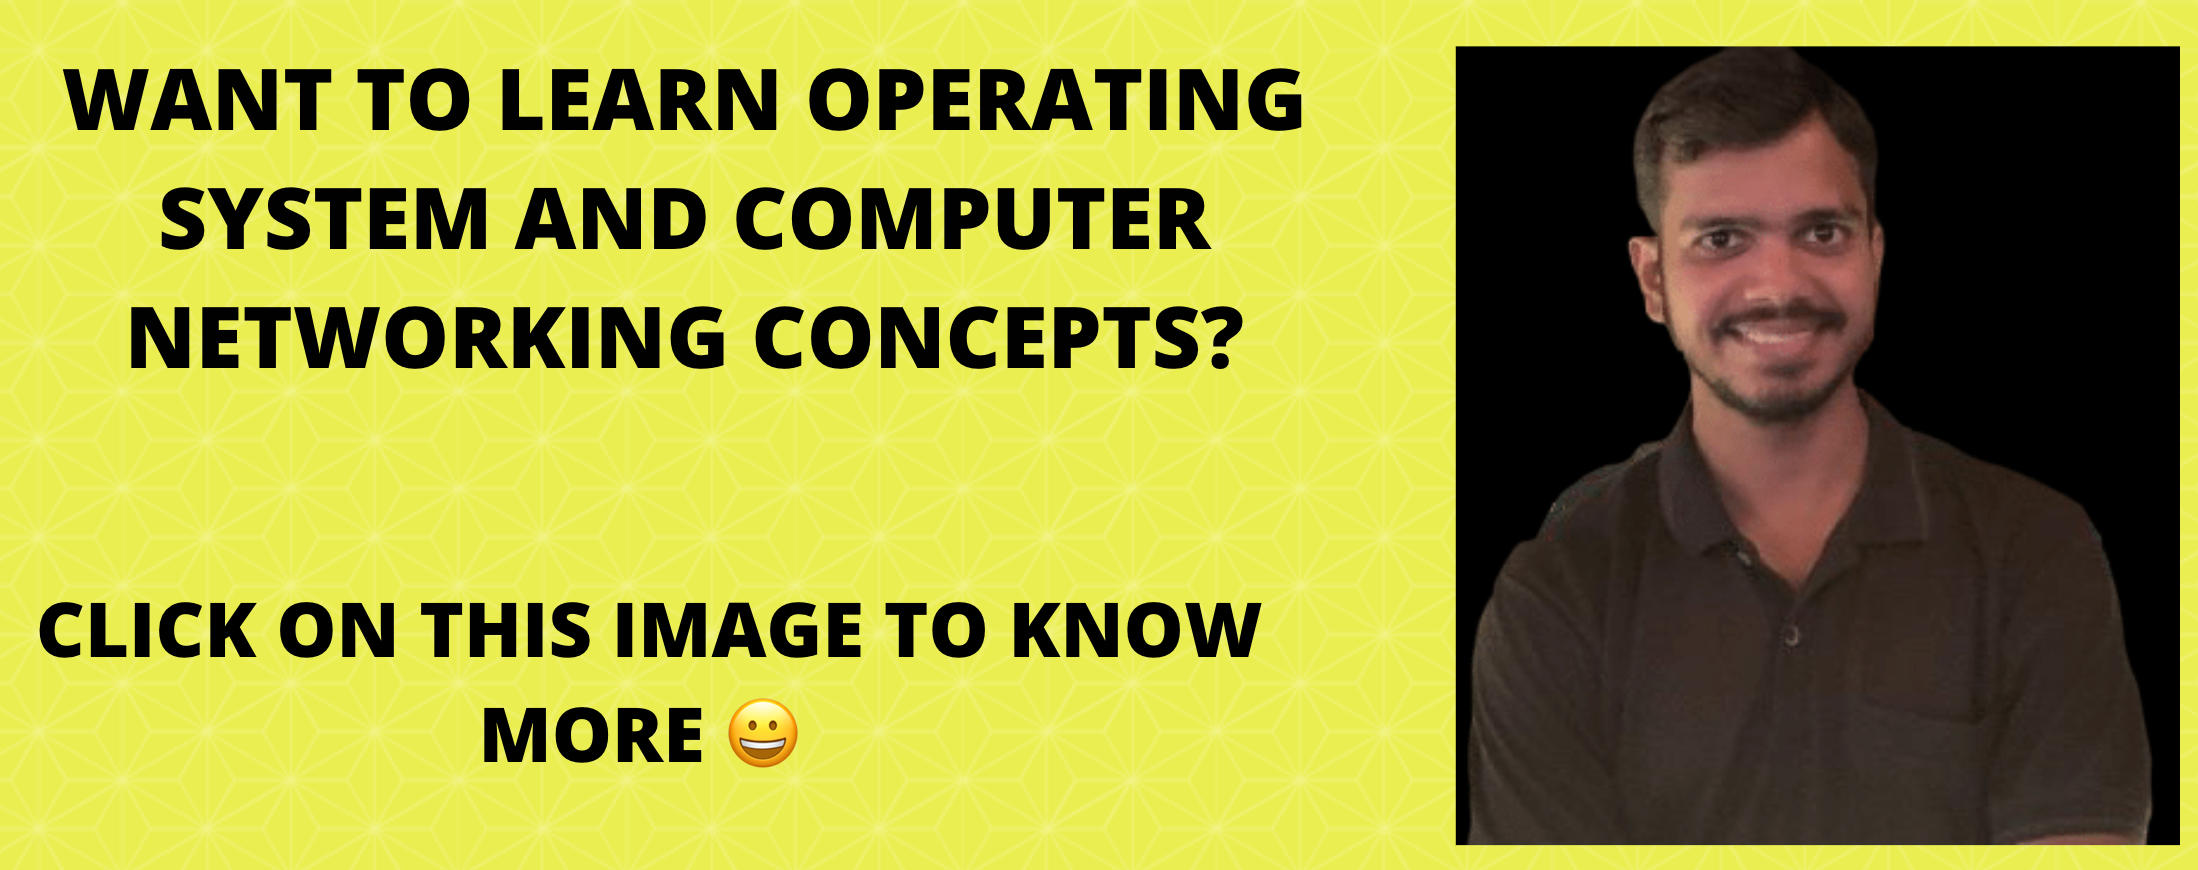 WANT TO LEARN OPERATING
SYSTEM AND COMPUTER
NETWORKING CONCEPTS?
CLICK ON THIS IMAGE TO KNOW
MORE 😀